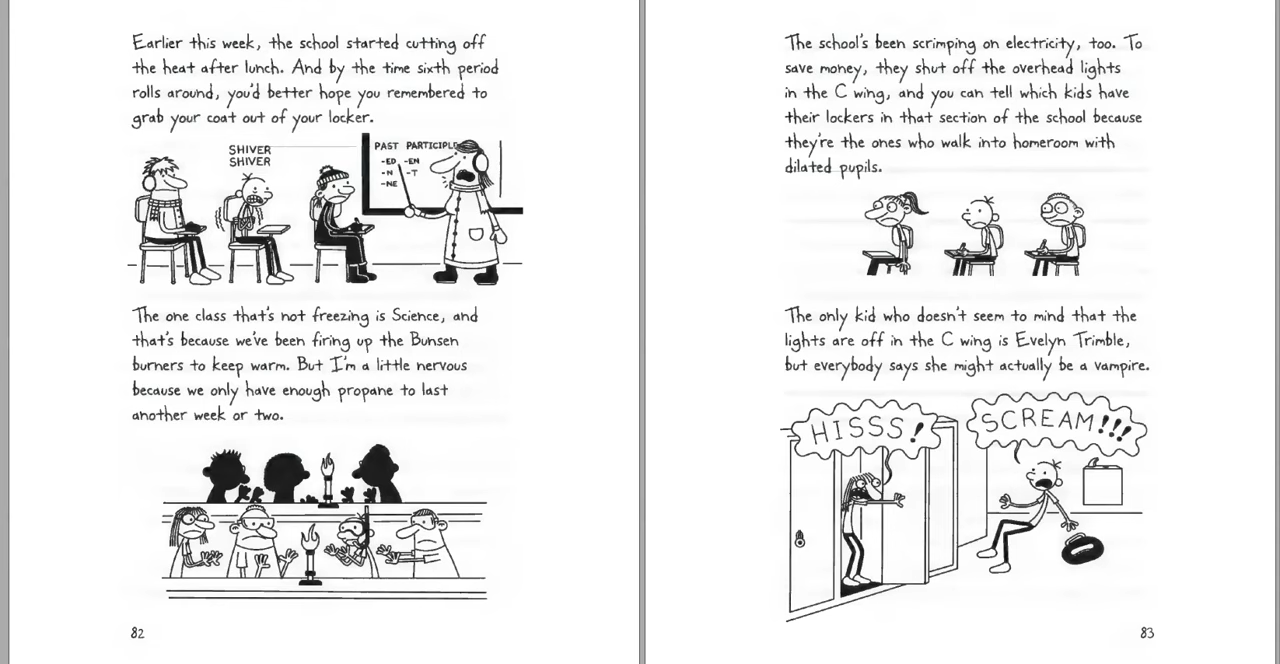 Earlier this week, the school started cutting off
the heat after lunch. And by the time sixth period
rolls around, you'd better hope you remembered to
grab your coat out of your locker.
SHIVER
SHIVER
PAST PARTICIPLE
-ED -EN
-N -T
-NE
The one class that's not freezing is Science, and
that's because we've been firing up the Bunsen
burners to keep warm. But I'm a little nervous
because we only have enough propane to last
another week or two.
82
The school's been scrimping on electricity, too. To
save money, they shut off the overhead lights
in the C wing, and you can tell which kids have
their lockers in that section of the school because
they're the ones who walk into homeroom with
dilated pupils.
The only kid who doesn't seem to mind that the
lights are off in the C wing is Evelyn Trimble,
but everybody says she might actually be a vampire.
HISSS!
SCREAM!!!
83